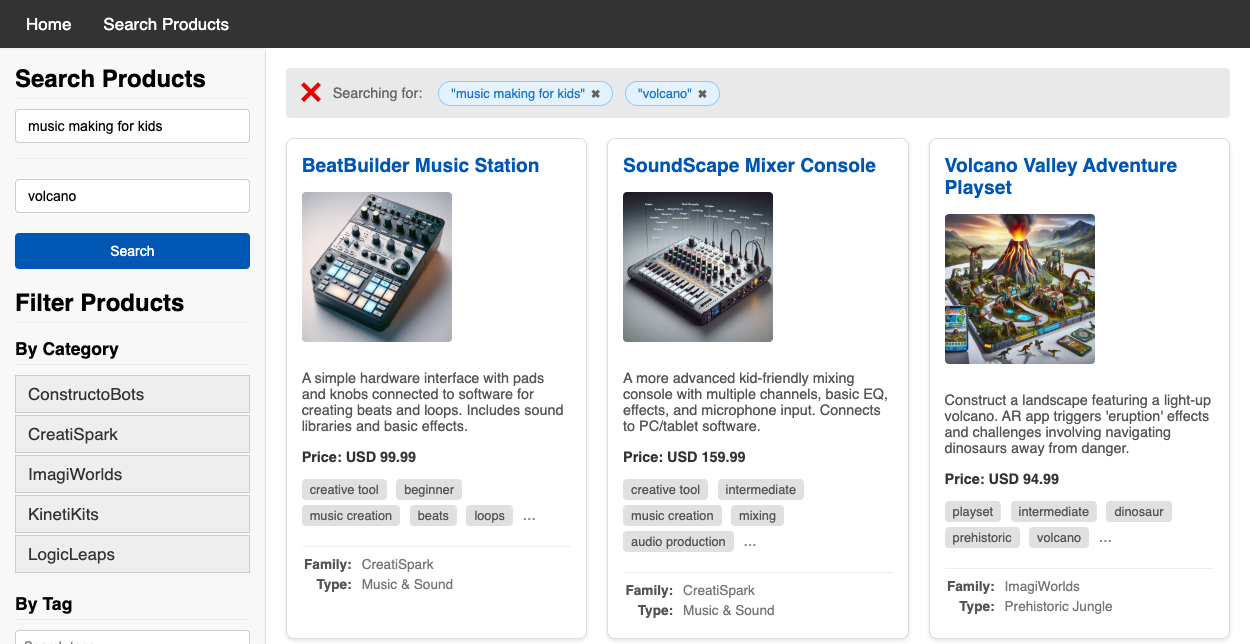 Home
Search Products
Search Products
music making for kids
volcano
Search
Filter Products
By Category
ConstructoBots
CreatiSpark
ImagiWorlds
KinetiKits
LogicLeaps
By Tag
Searching for:
"music making for kids" ✖
"volcano" ✖
BeatBuilder Music Station
A simple hardware interface with pads
and knobs connected to software for
creating beats and loops. Includes sound
libraries and basic effects.
Price: USD 99.99
creative tool
beginner
music creation
beats
loops
...
Family: CreatiSpark
Type: Music & Sound
SoundScape Mixer Console
A more advanced kid-friendly mixing
console with multiple channels, basic EQ,
effects, and microphone input. Connects
to PC/tablet software.
Price: USD 159.99
creative tool
intermediate
music creation
mixing
audio production
...
Family: CreatiSpark
Type: Music & Sound
Volcano Valley Adventure
Playset
Construct a landscape featuring a light-up
volcano. AR app triggers 'eruption' effects
and challenges involving navigating
dinosaurs away from danger.
Price: USD 94.99
playset
intermediate
dinosaur
prehistoric
volcano
...
Family: ImagiWorlds
Type: Prehistoric Jungle